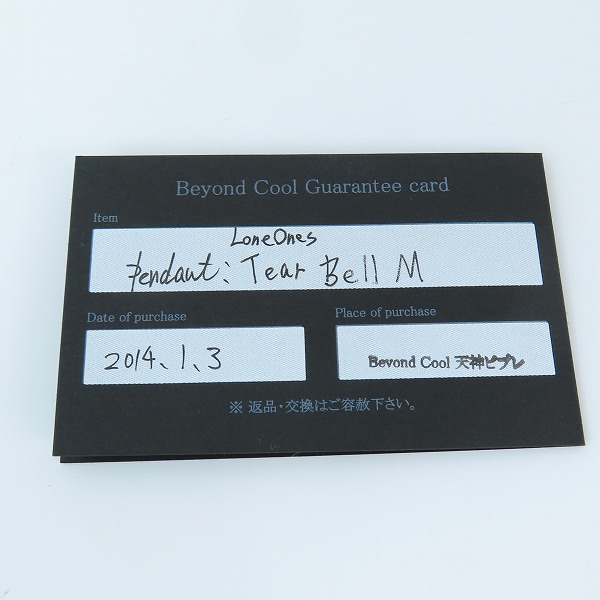 Beyond Cool Guarantee card
Item
LoneOnes
Pendant: Tear Bell M
Date of purchase
Place of purchase
2014.1.3
Beyond Cool 天神ビブレ
※ 返品・交換はご容赦下さい。